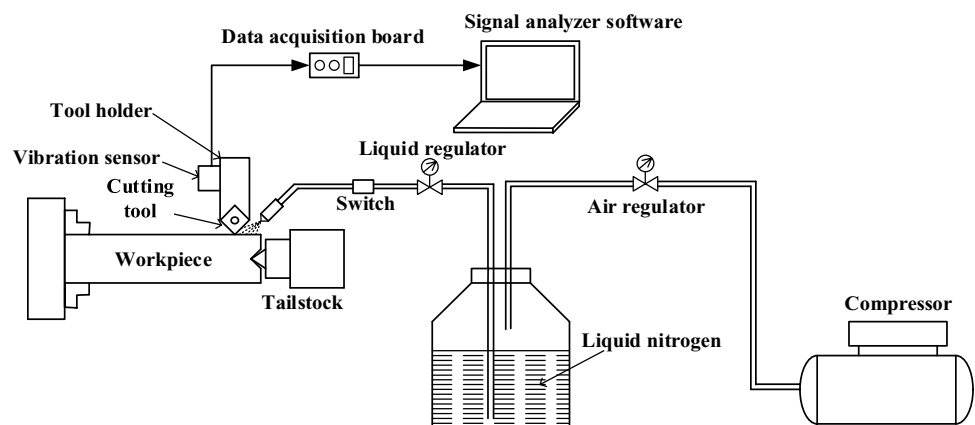 Signal analyzer software
Data acquisition board
Tool holder
Vibration sensor
Liquid regulator
Cutting
tool
Switch
Air regulator
Workpiece
Tailstock
Compressor
Liquid nitrogen